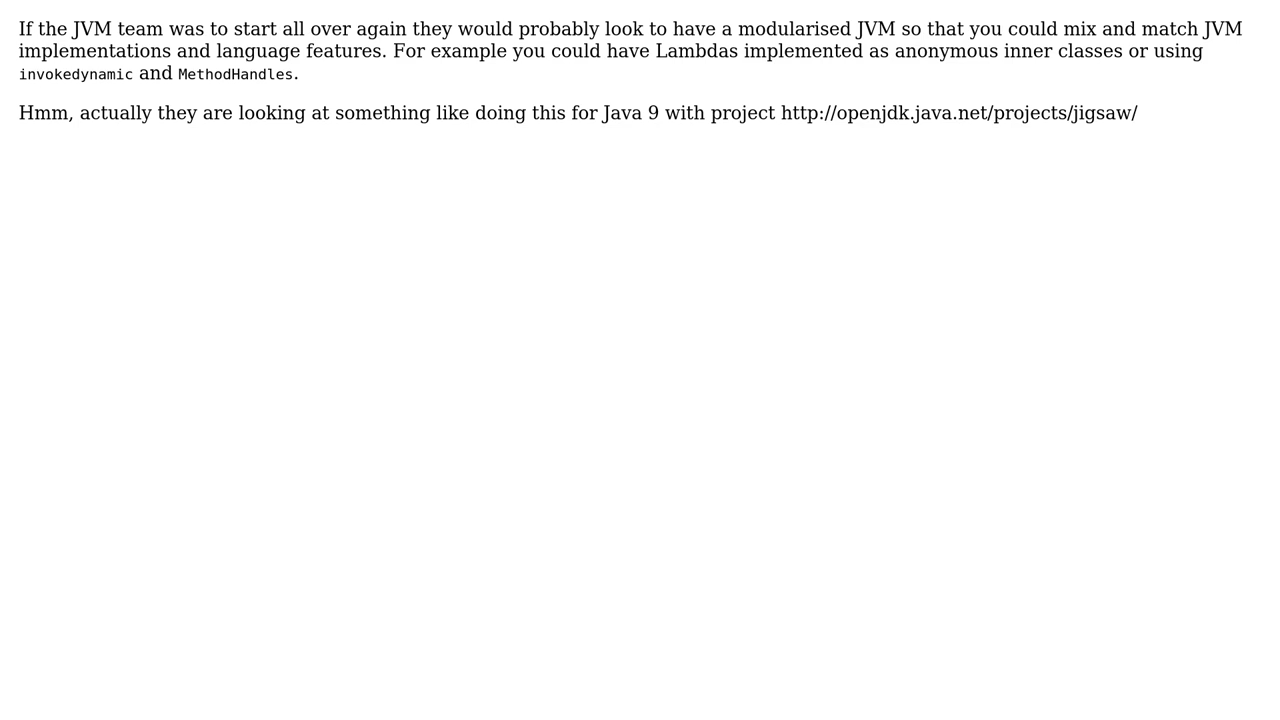 If the JVM team was to start all over again they would probably look to have a modularised JVM so that you could mix and match JVM
implementations and language features. For example you could have Lambdas implemented as anonymous inner classes or using
invokedynamic and MethodHandles.
Hmm, actually they are looking at something like doing this for Java 9 with project http://openjdk.java.net/projects/jigsaw/